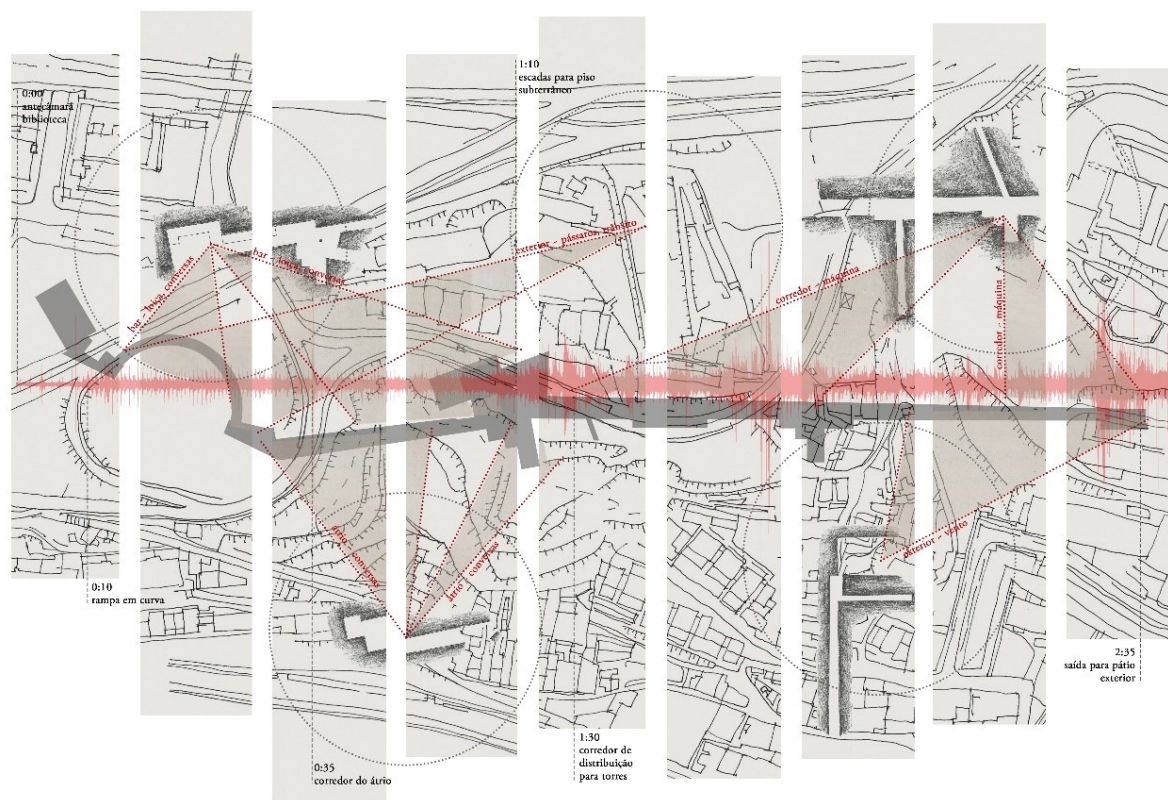 0:00
antecâmara
biblioteca
1:10
escadas para piso
subterrâneo
bar - loiça, conversas
bar - loiça, conversas
exterior - pássaros, trânsito
corredor - máquina
corredor - máquina
átrio - conversas
átrio - conversas
exterior - vento
0:10
rampa em curva
0:35
corredor do átrio
1:30
corredor de
distribuição
para torres
2:35
saída para pátio
exterior